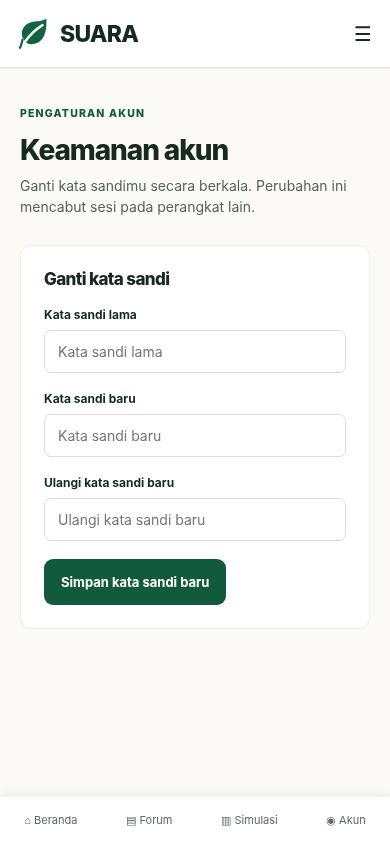 SUARA
PENGATURAN AKUN
Keamanan akun
Ganti kata sandimu secara berkala. Perubahan ini
mencabut sesi pada perangkat lain.
Ganti kata sandi
Kata sandi lama
Kata sandi lama
Kata sandi baru
Kata sandi baru
Ulangi kata sandi baru
Ulangi kata sandi baru
Simpan kata sandi baru
Beranda Forum Simulasi Akun